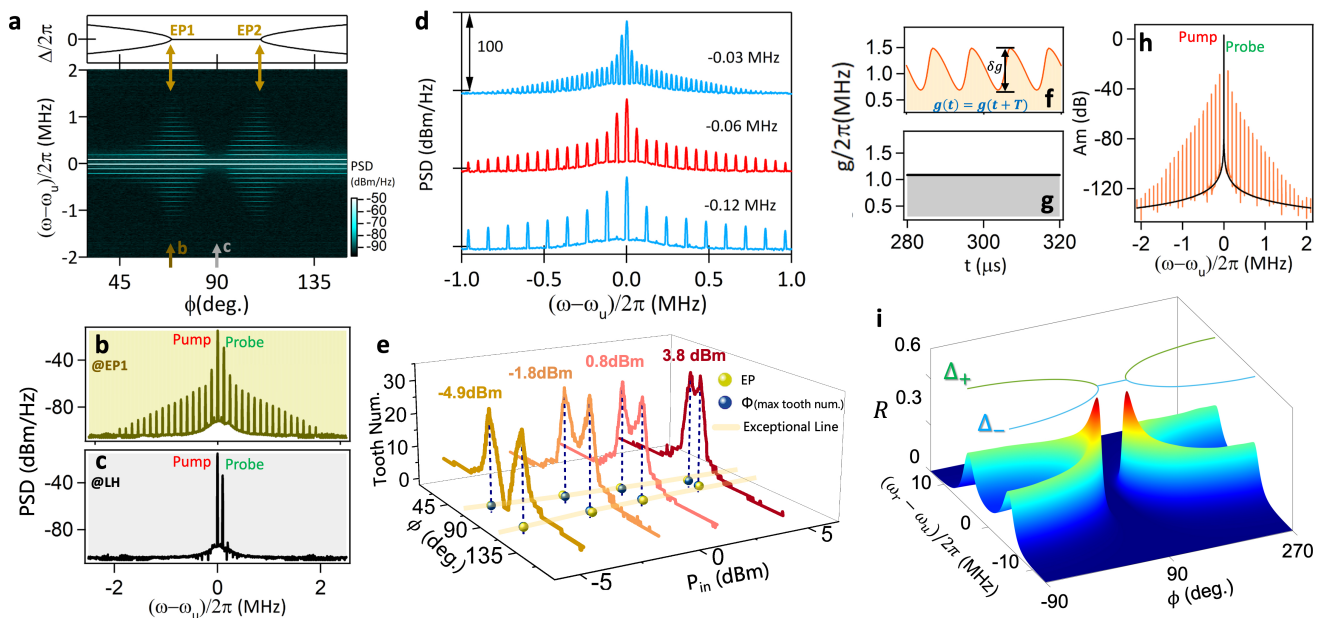 a
EP1
EP2
Δ/2π
0
2
1
0
-1
-2
(ω−ωᵤ)/2π (MHz)
PSD
(dBm/Hz)
-50
-60
-70
-80
-90
b
c
45
90
135
ϕ(deg.)
b
@EP1
Pump
Probe
-40
-80
c
@LH
Pump
Probe
-40
-80
PSD (dBm/Hz)
-2
0
2
(ω−ωᵤ)/2π (MHz)
d
100
-0.03 MHz
-0.06 MHz
-0.12 MHz
PSD (dBm/Hz)
-1.0
-0.5
0.0
0.5
1.0
(ω−ωᵤ)/2π (MHz)
e
-4.9dBm
-1.8dBm
0.8dBm
3.8 dBm
EP
Φ(max tooth num.)
Exceptional Line
Tooth Num.
30
20
10
0
45
90
135
ϕ (deg.)
-5
0
5
P_in (dBm)
1.5
1.0
0.5
δg
g(t) = g(t+T)
f
1.5
1.0
0.5
g
g/2π(MHz)
280
300
320
t (μs)
h
Pump
Probe
0
-40
-80
-120
Am (dB)
-2
-1
0
1
2
(ω−ωᵤ)/2π (MHz)
i
0.6
0.3
0
R
Δ₊
Δ₋
10
0
-10
(ωᵣ − ωᵤ)/2π (MHz)
-90
90
270
ϕ (deg.)